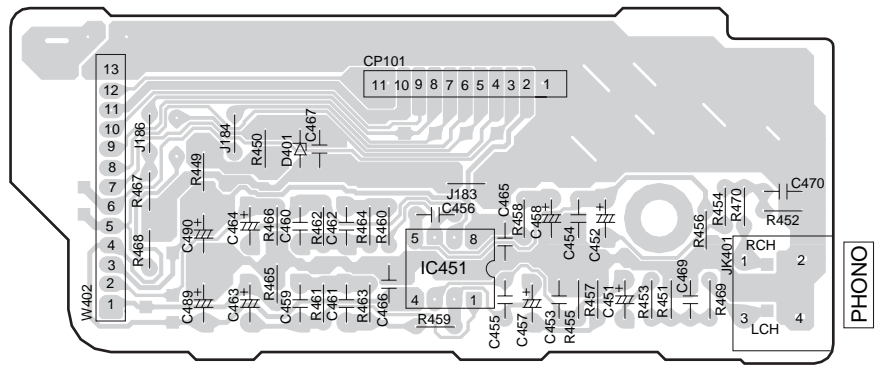 CP101
11 10 9 8 7 6 5 4 3 2 1
13
12
11
10
9
8
7
6
5
4
3
2
1
W402
J186
J184
R450
D401
C467
R449
R467
R468
J183
C456
C465
C470
C490
C464
R466
C460
R462
C462
R464
R460
R458
C458
C454
C452
R456
R454
R470
R452
5 8
IC451
4 1
R459
C489
C463
R465
C459
R461
C461
R463
C466
C455
C457
C453
R455
R457
C451
R453
R451
C469
R469
JK401
RCH
1 2
3 4
LCH
PHONO